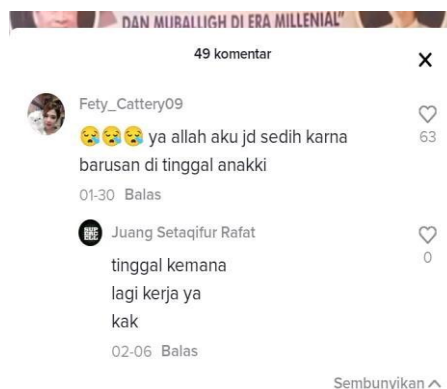 DAN MUBALLIGH DI ERA MILLENIAL"
49 komentar
Fety_Cattery09
😪😪😪 ya allah aku jd sedih karna
barusan di tinggal anakki
63
01-30 Balas
Juang Setaqifur Rafat
tinggal kemana
lagi kerja ya
kak
0
02-06 Balas
Sembunyikan